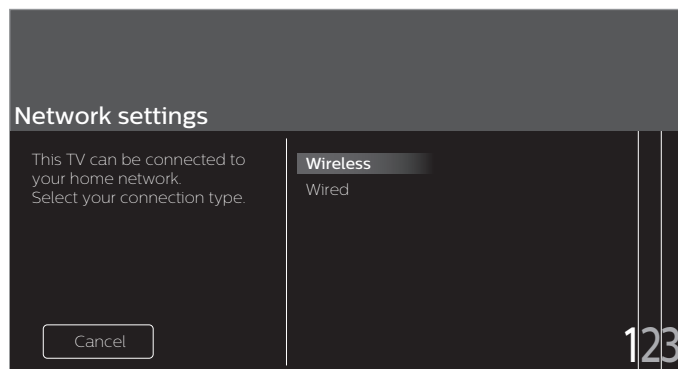 Network settings
This TV can be connected to
your home network.
Select your connection type.
Wireless
Wired
Cancel
123